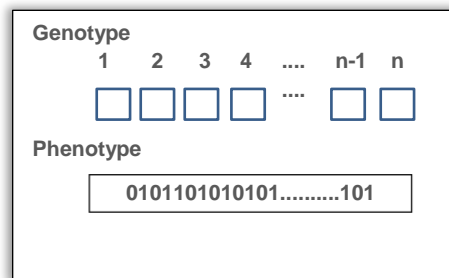 Genotype
1 2 3 4 .... n-1 n
....
Phenotype
0101101010101..........101